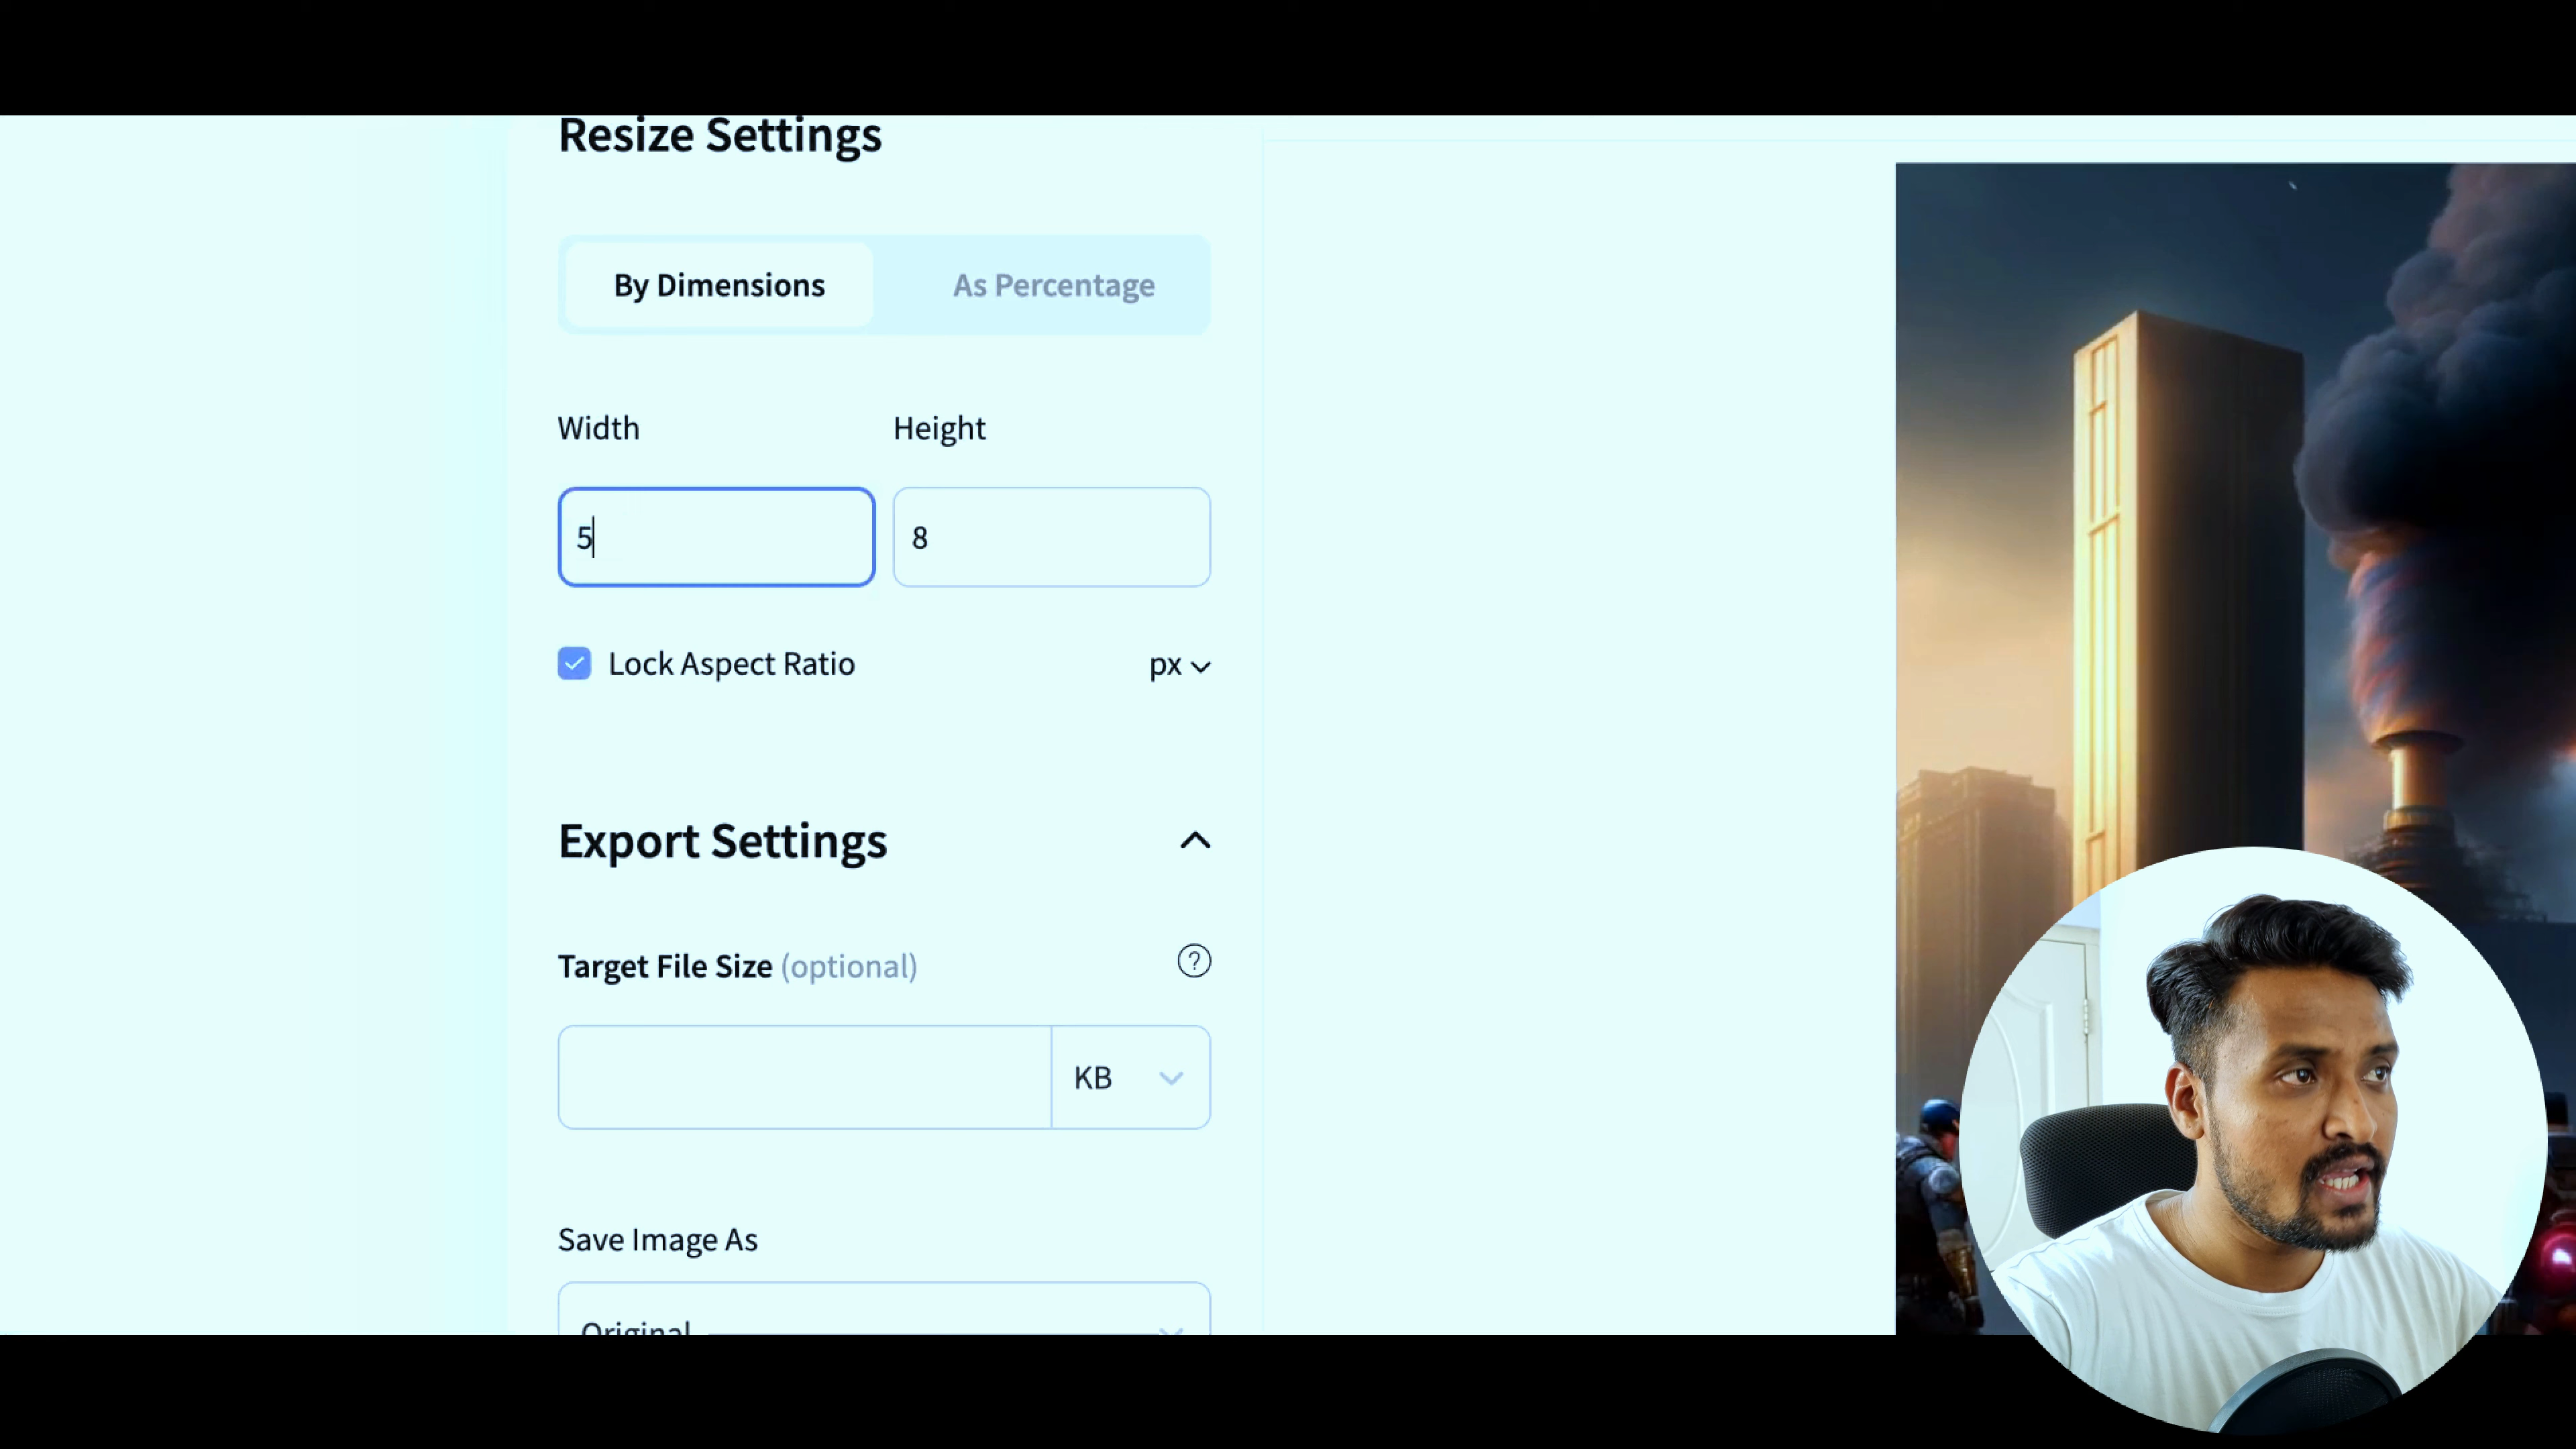 Resize Settings
By Dimensions As Percentage
Width Height
5 8
Lock Aspect Ratio px
Export Settings
Target File Size (optional) ?
KB
Save Image As
Original